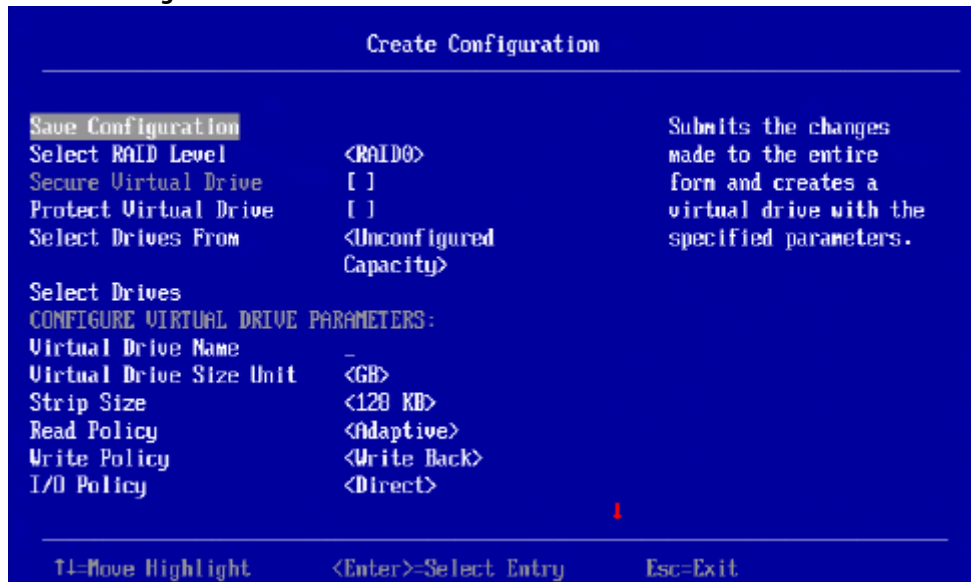 Create Configuration
Save Configuration
Select RAID Level <RAID0>
Secure Virtual Drive [ ]
Protect Virtual Drive [ ]
Select Drives From <Unconfigured
Capacity>
Select Drives
CONFIGURE VIRTUAL DRIVE PARAMETERS:
Virtual Drive Name _
Virtual Drive Size Unit <GB>
Strip Size <128 KB>
Read Policy <Adaptive>
Write Policy <Write Back>
I/O Policy <Direct>
Submits the changes
made to the entire
form and creates a
virtual drive with the
specified parameters.
↓
↑↓=Move Highlight <Enter>=Select Entry Esc=Exit